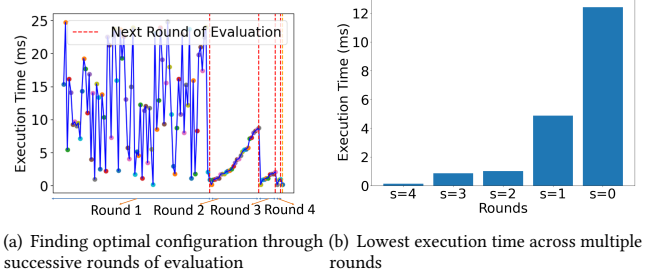 25
20
15
10
5
0
Execution Time (ms)
Next Round of Evaluation
Round 1 Round 2 Round 3 Round 4
12
10
8
6
4
2
0
Execution Time (ms)
s=4 s=3 s=2 s=1 s=0
Rounds
(a) Finding optimal configuration through
successive rounds of evaluation
(b) Lowest execution time across multiple
rounds